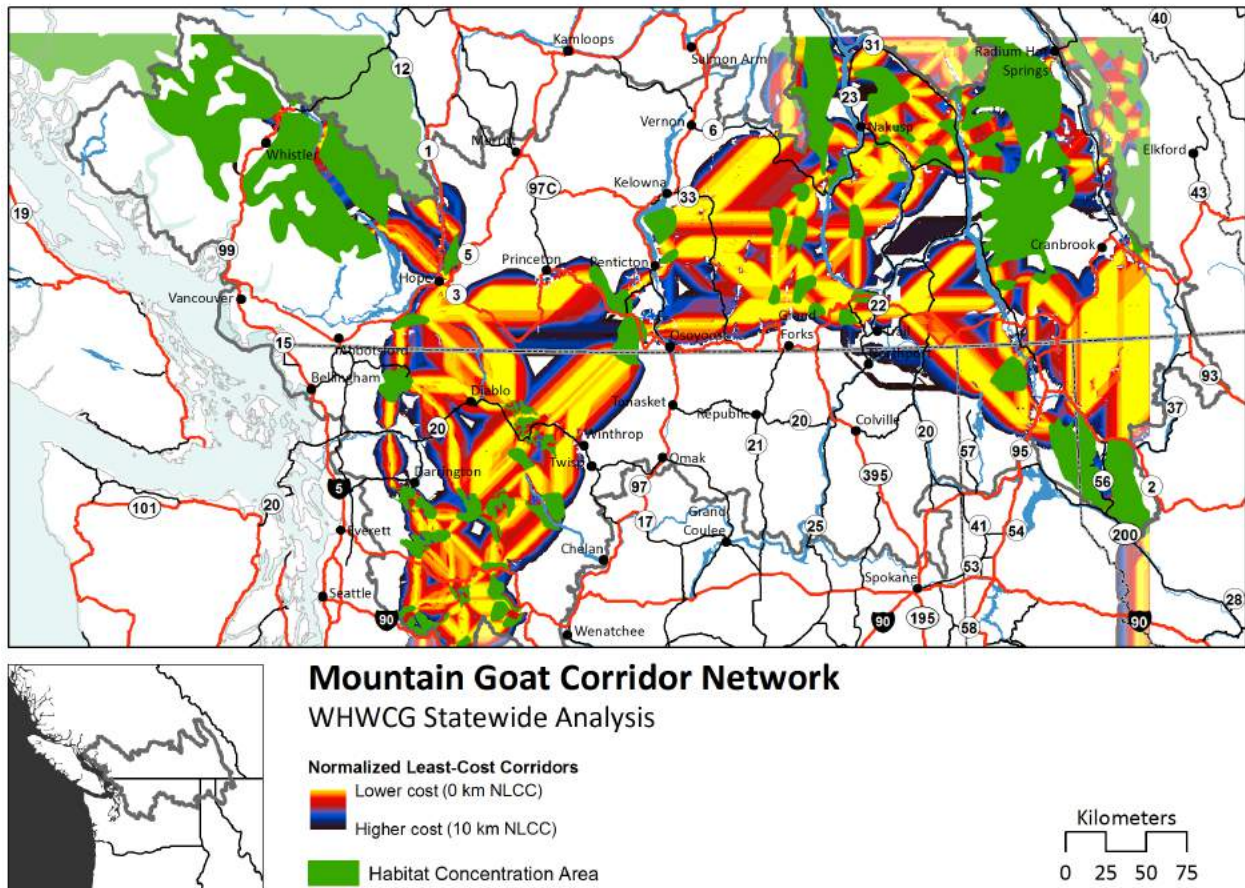 40
Kamloops
Salmon Arm
31
Radium Hot
Springs
12
23
Vernon
6
Nakusp
Merritt
1
Whistler
Elkford
97C
Kelowna
33
43
19
99
5
Princeton
Penticton
Cranbrook
Hope
3
Vancouver
22
Grand
Forks
Trail
Osoyoos
15
Abbotsford
Northport
93
Bellingham
37
Diablo
Tonasket
Republic
20
20
Winthrop
Colville
20
21
57
95
Twisp
Omak
Darrington
56
2
5
97
395
101
20
17
Grand
Coulee
25
41
54
200
Everett
Chelan
53
Spokane
Seattle
28
90
90
195
58
90
Wenatchee
Mountain Goat Corridor Network
WHWCG Statewide Analysis
Normalized Least-Cost Corridors
Lower cost (0 km NLCC)
Higher cost (10 km NLCC)
Habitat Concentration Area
Kilometers
0 25 50 75